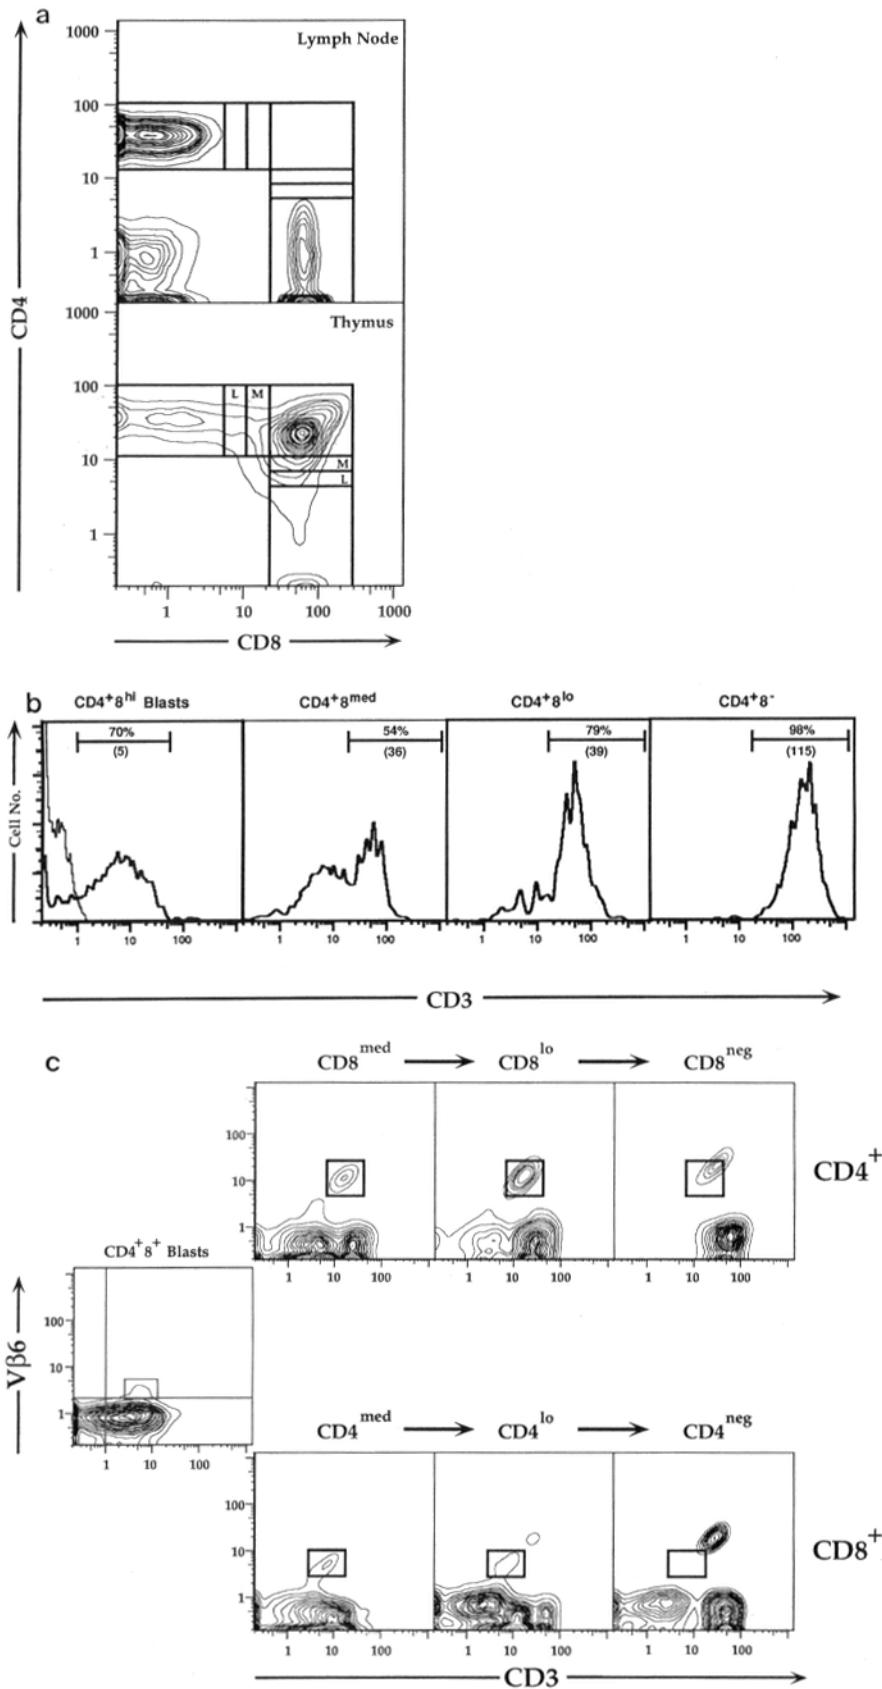 a
Lymph Node
1000
100
10
1
CD4
Thymus
1000
100
10
1
L M
M
L
1 10 100 1000
CD8
b
CD4+8hi Blasts CD4+8med CD4+8lo CD4+8-
70% 54% 79% 98%
(5) (36) (39) (115)
Cell No.
1 10 100 1 10 100 1 10 100 1 10 100
CD3
c
CD8med CD8lo CD8neg
100
10
1
CD4+
1 10 100 1 10 100 1 10 100
CD4+8+ Blasts
100
10
1
Vβ6
1 10 100
CD4med CD4lo CD4neg
100
10
1
CD8+
1 10 100 1 10 100 1 10 100
CD3